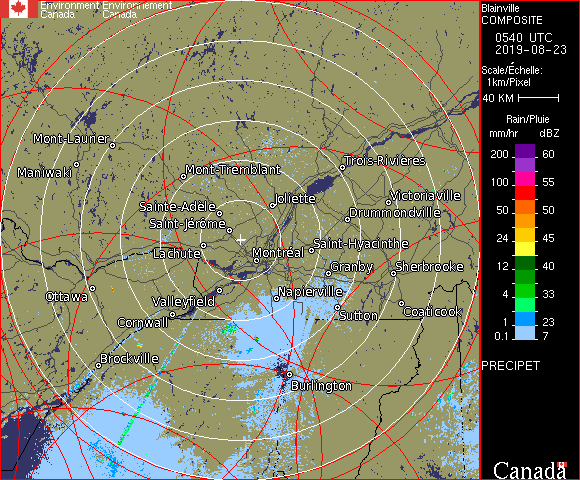 Environment Environnement
Canada Canada
Blainville
COMPOSITE
0540 UTC
2019-08-23
Scale/Échelle:
1km/Pixel
40 KM
Rain/Pluie
mm/hr dBZ
200 60
100 55
50 50
24 45
12 40
4 33
1 23
0.1 7
PRECIPET
Canada
Mont-Laurier
Maniwaki
Mont-Tremblant
Trois-Rivières
Joliette
Victoriaville
Sainte-Adèle
Drummondville
Saint-Jérôme
Saint-Hyacinthe
Lachute
Montréal
Granby
Sherbrooke
Ottawa
Valleyfield
Napierville
Cornwall
Sutton
Coaticook
Brockville
Burlington